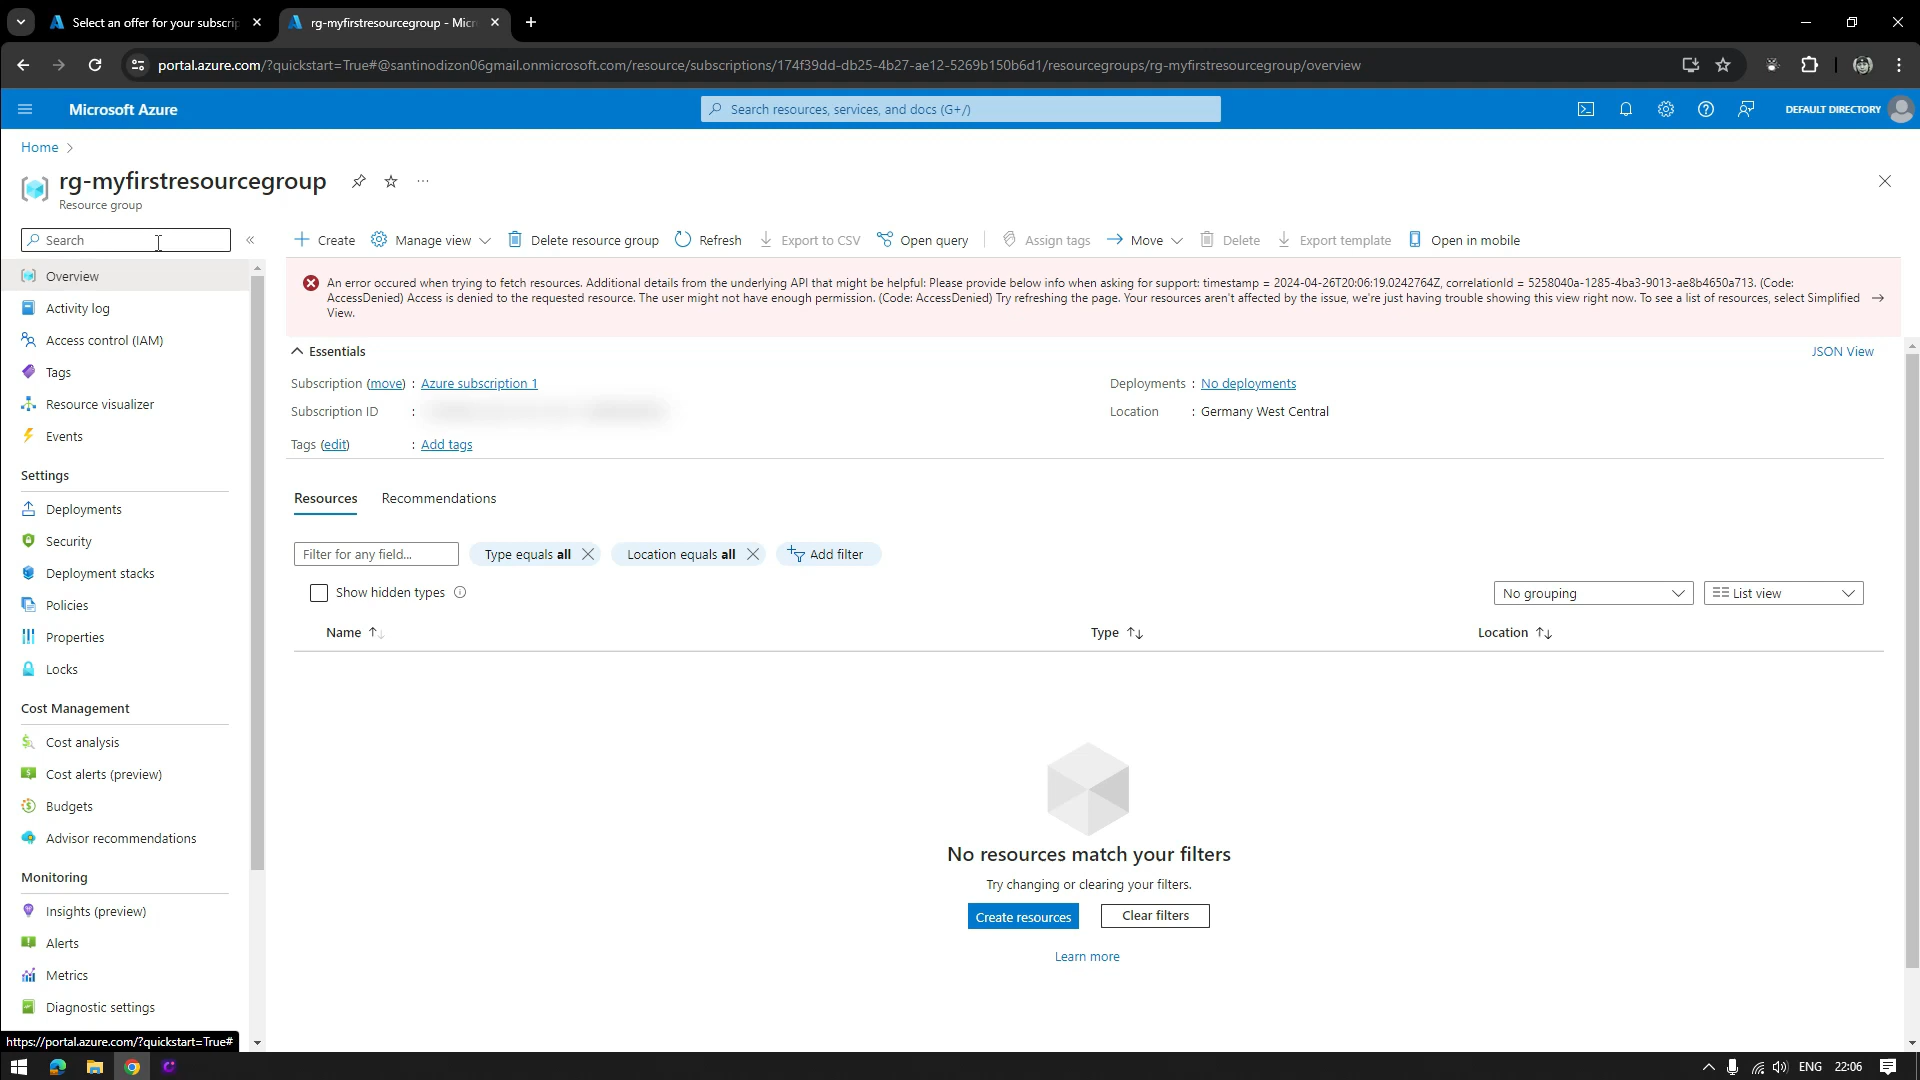 Select an offer for your subscrip
rg-myfirstresourcegroup - Micr
portal.azure.com/?quickstart=True#@santinodizon06gmail.onmicrosoft.com/resource/subscriptions/174f39dd-db25-4b27-ae12-5269b150b6d1/resourcegroups/rg-myfirstresourcegroup/overview
Microsoft Azure
Search resources, services, and docs (G+/)
DEFAULT DIRECTORY
Home
rg-myfirstresourcegroup
Resource group
Search
Create
Manage view
Delete resource group
Refresh
Export to CSV
Open query
Assign tags
Move
Delete
Export template
Open in mobile
Overview
Activity log
Access control (IAM)
Tags
Resource visualizer
Events
Settings
Deployments
Security
Deployment stacks
Policies
Properties
Locks
Cost Management
Cost analysis
Cost alerts (preview)
Budgets
Advisor recommendations
Monitoring
Insights (preview)
Alerts
Metrics
Diagnostic settings
An error occured when trying to fetch resources. Additional details from the underlying API that might be helpful: Please provide below info when asking for support: timestamp = 2024-04-26T20:06:19.0242764Z, correlationId = 5258040a-1285-4ba3-9013-ae8b4650a713. (Code:
AccessDenied) Access is denied to the requested resource. The user might not have enough permission. (Code: AccessDenied) Try refreshing the page. Your resources aren't affected by the issue, we're just having trouble showing this view right now. To see a list of resources, select Simplified
View.
Essentials
JSON View
Subscription (move) : Azure subscription 1
Deployments : No deployments
Subscription ID :
Location : Germany West Central
Tags (edit) : Add tags
Resources
Recommendations
Filter for any field...
Type equals all
Location equals all
Add filter
Show hidden types
No grouping
List view
Name
Type
Location
No resources match your filters
Try changing or clearing your filters.
Create resources
Clear filters
Learn more
https://portal.azure.com/?quickstart=True#
ENG
22:06